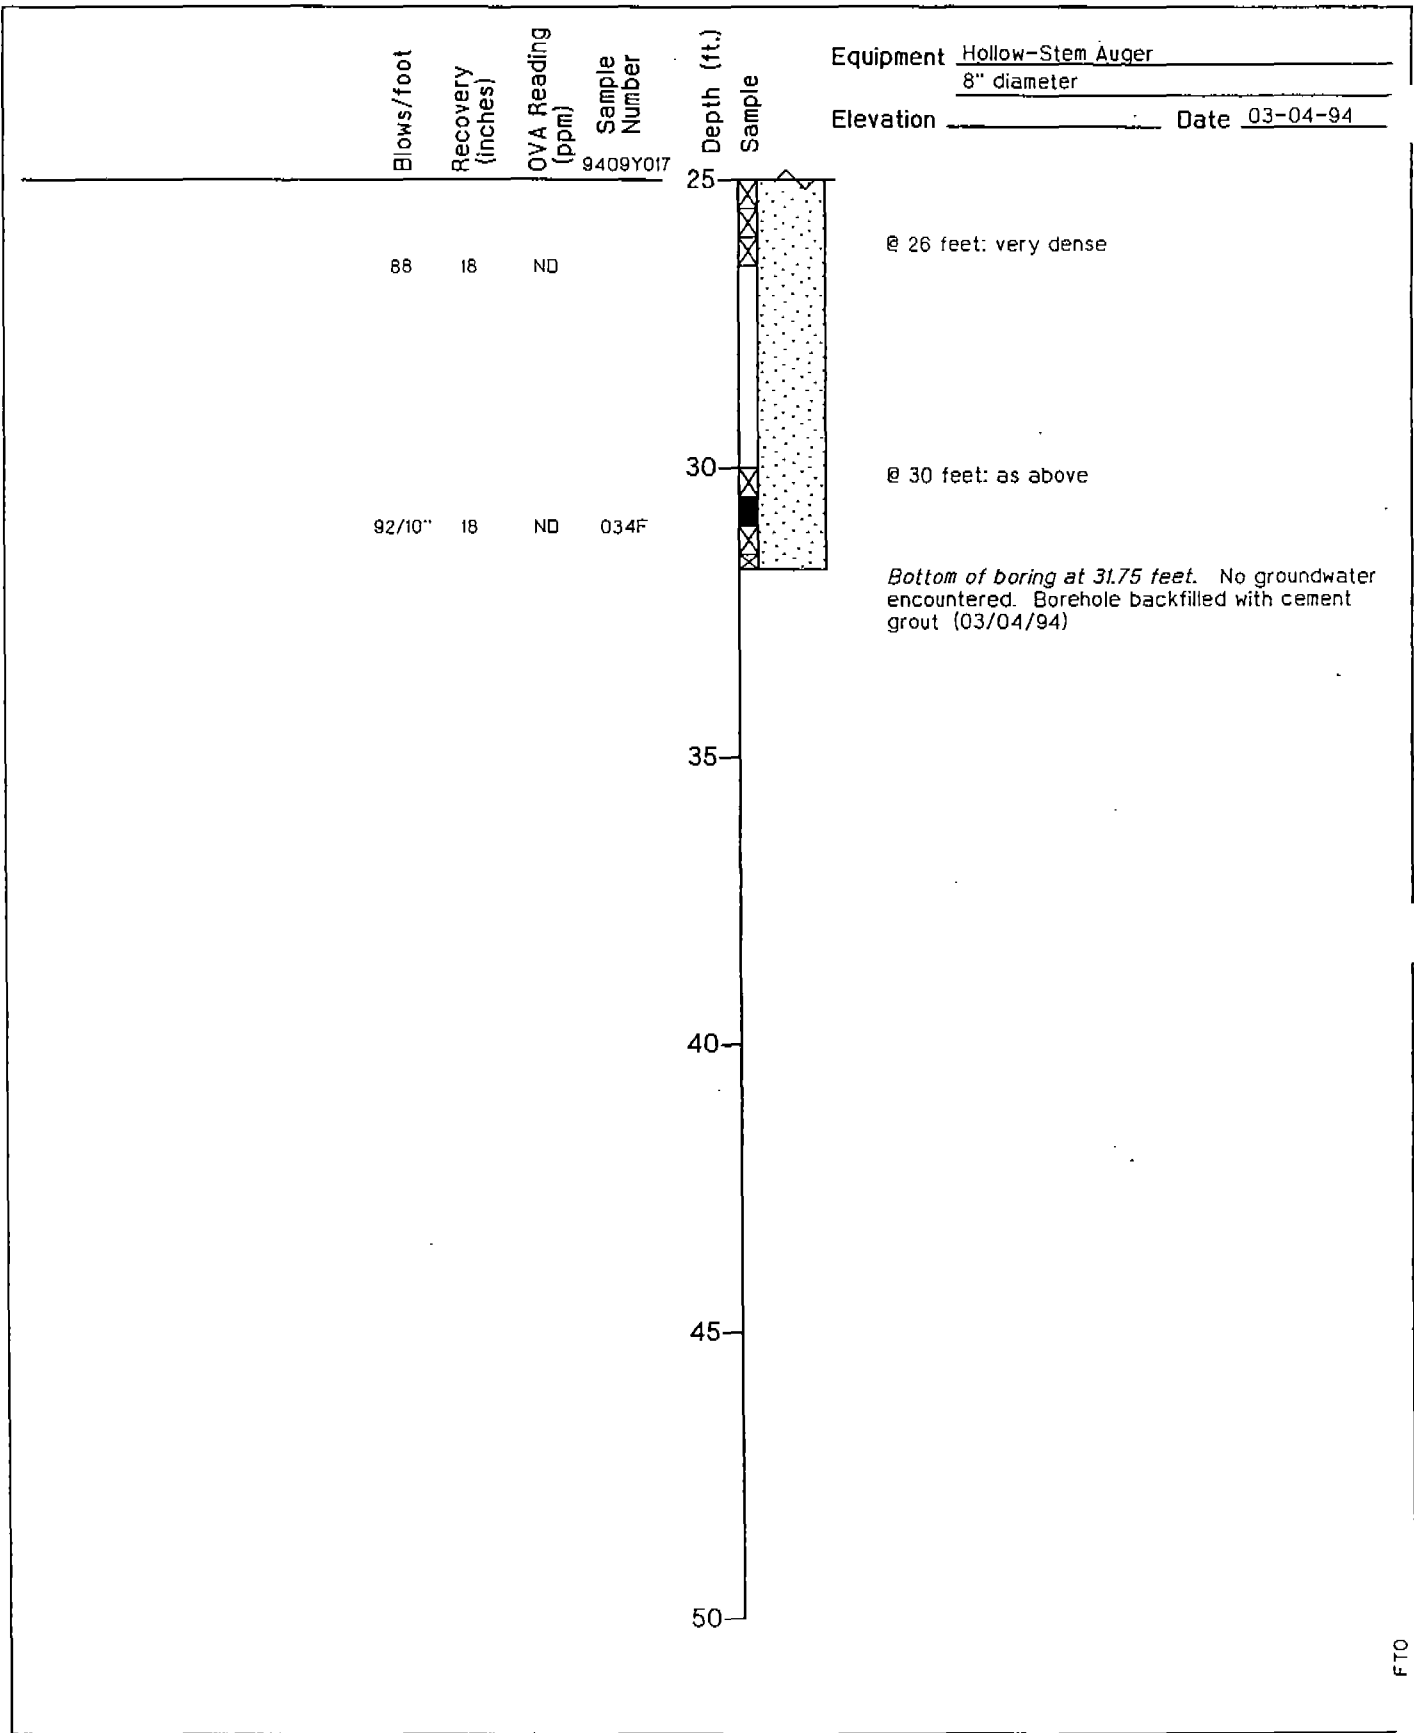 Blows/foot
Recovery
(inches)
OVA Reading
(ppm)
Sample
Number
9409Y017
Depth (ft.)
Sample
Equipment Hollow-Stem Auger
8" diameter
Elevation Date 03-04-94
25
@ 26 feet: very dense
88 18 ND
30
@ 30 feet: as above
92/10" 18 ND 034F
Bottom of boring at 31.75 feet. No groundwater
encountered. Borehole backfilled with cement
grout (03/04/94)
35
40
45
50
FTO